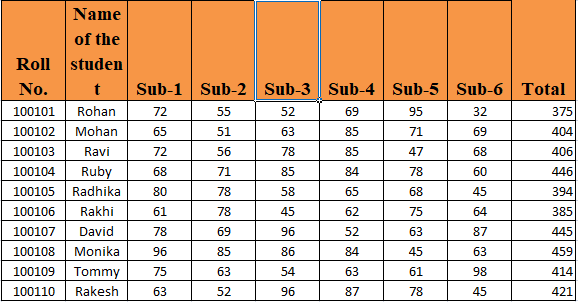 Roll No. Name of the studen t Sub-1 Sub-2 Sub-3 Sub-4 Sub-5 Sub-6 Total
100101 Rohan 72 55 52 69 95 32 375
100102 Mohan 65 51 63 85 71 69 404
100103 Ravi 72 56 78 85 47 68 406
100104 Ruby 68 71 85 84 78 60 446
100105 Radhika 80 78 58 65 68 45 394
100106 Rakhi 61 78 45 62 75 64 385
100107 David 78 69 96 52 63 87 445
100108 Monika 96 85 86 84 45 63 459
100109 Tommy 75 63 54 63 61 98 414
100110 Rakesh 63 52 96 87 78 45 421